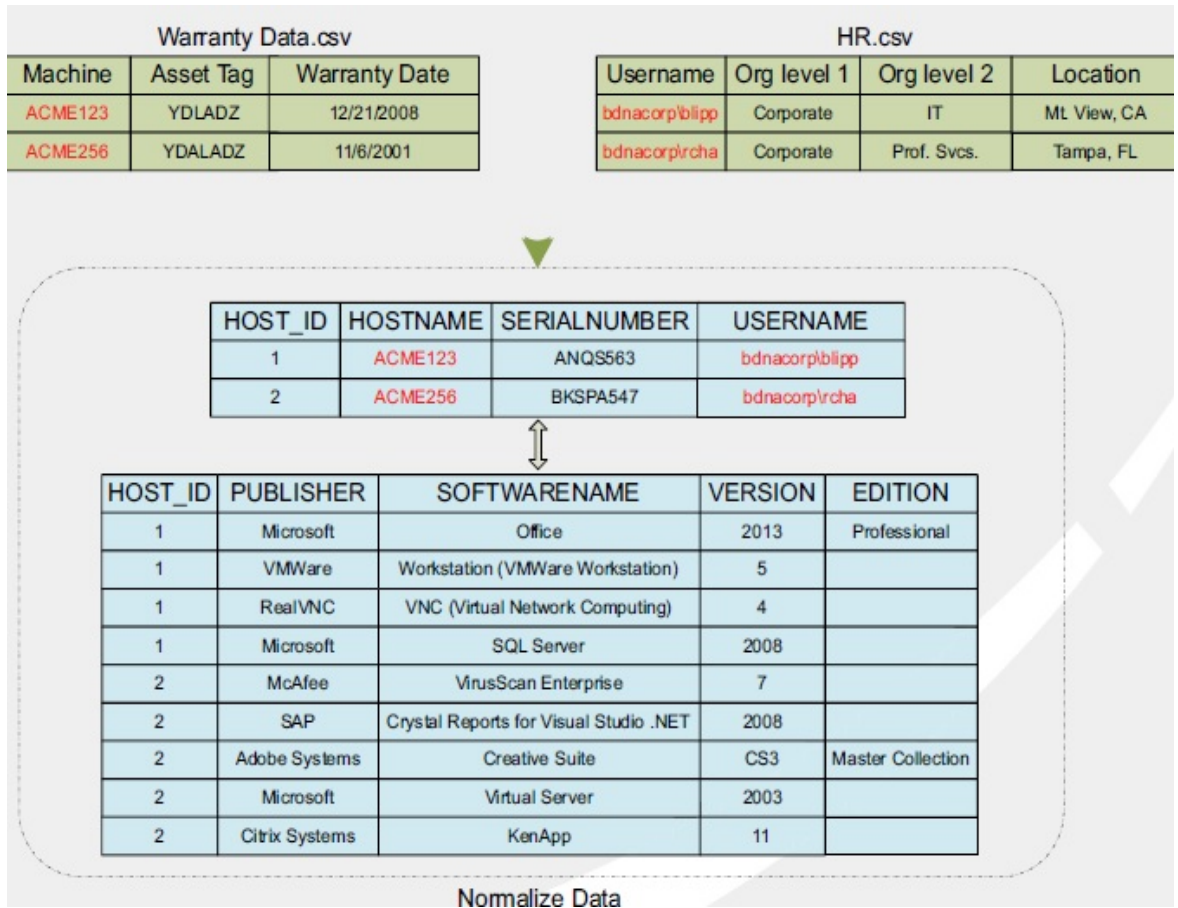 Warranty Data.csv
HR.csv
Machine Asset Tag Warranty Date
ACME123 YDLADZ 12/21/2008
ACME256 YDALADZ 11/6/2001
Username Org level 1 Org level 2 Location
bdnacorp\blipp Corporate IT Mt. View, CA
bdnacorp\rcha Corporate Prof. Svcs. Tampa, FL
HOST_ID HOSTNAME SERIALNUMBER USERNAME
1 ACME123 ANQS563 bdnacorp\blipp
2 ACME256 BKSPA547 bdnacorp\rcha
HOST_ID PUBLISHER SOFTWARENAME VERSION EDITION
1 Microsoft Office 2013 Professional
1 VMWare Workstation (VMWare Workstation) 5
1 RealVNC VNC (Virtual Network Computing) 4
1 Microsoft SQL Server 2008
2 McAfee VirusScan Enterprise 7
2 SAP Crystal Reports for Visual Studio .NET 2008
2 Adobe Systems Creative Suite CS3 Master Collection
2 Microsoft Virtual Server 2003
2 Citrix Systems KenApp 11
Normalize Data